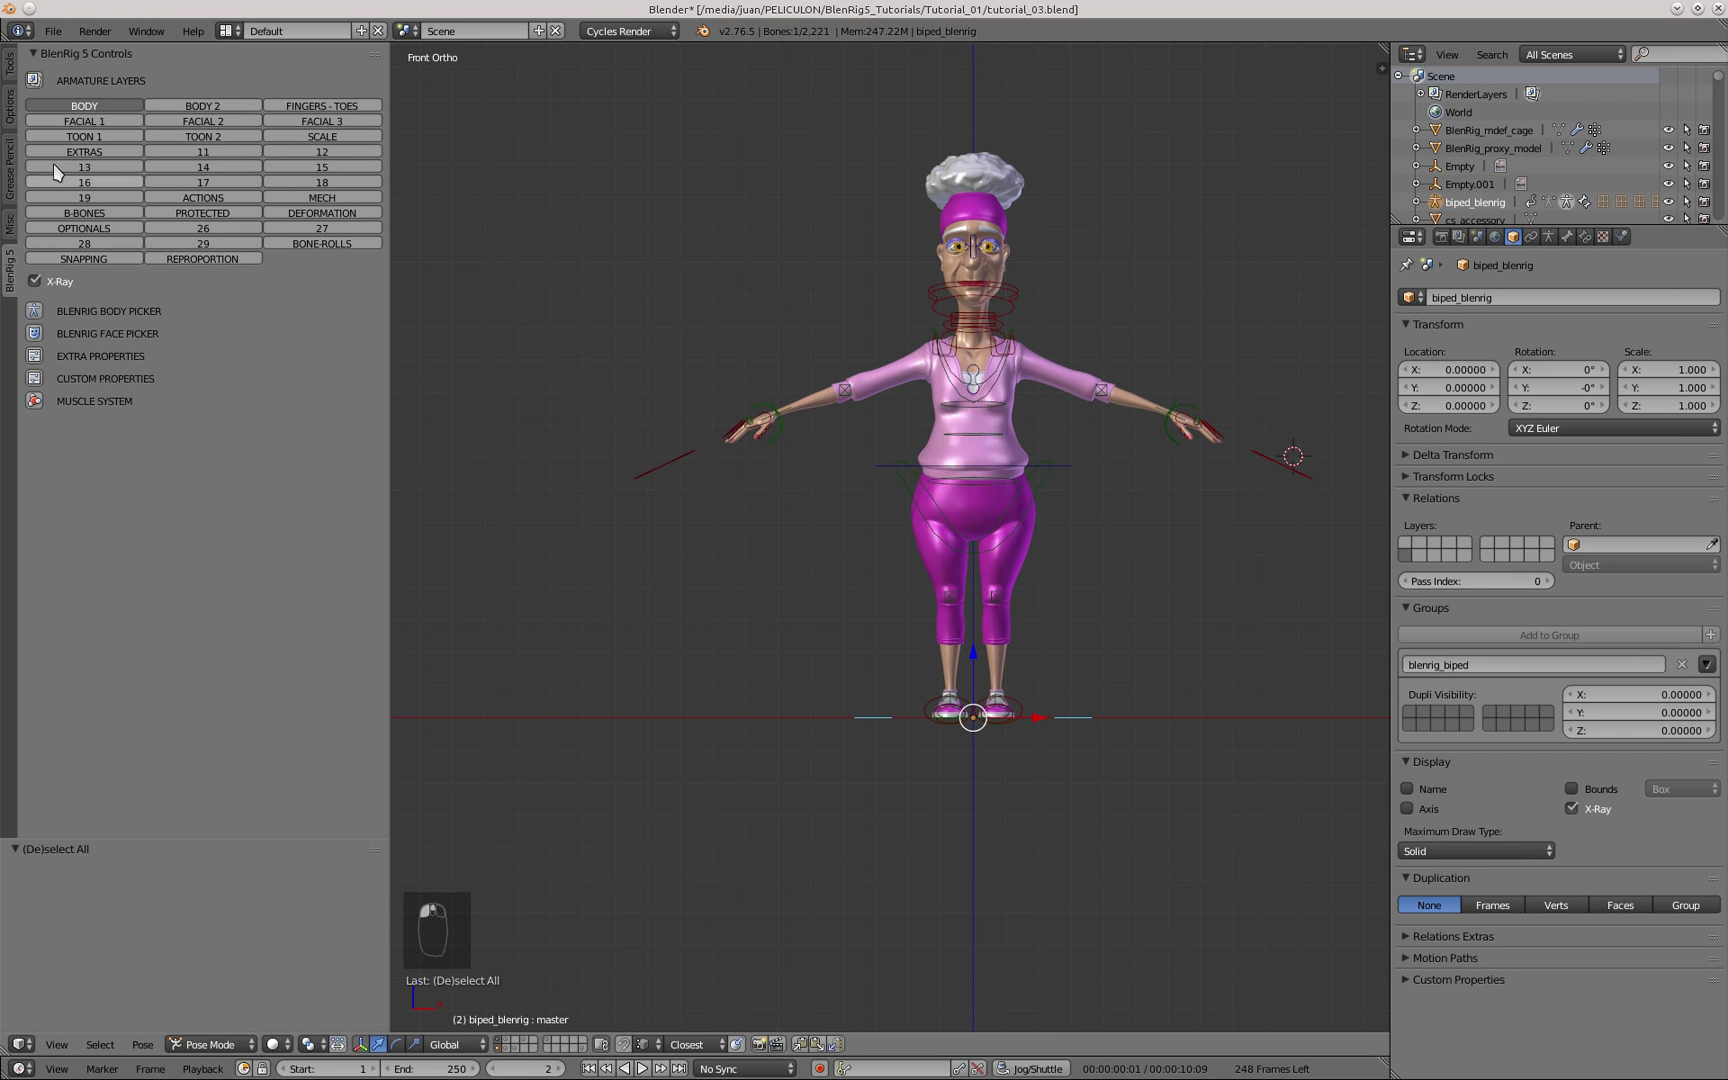 Blender* [/media/juan/PELICULON/BlenRig5_Tutorials/Tutorial_01/tutorial_03.blend]
File Render Window Help Default Scene Cycles Render v2.76.5 | Bones:1/2,221 | Mem:247.22M | biped_blenrig
Tools
Options
Grease Pencil
Misc
BlenRig 5
BlenRig 5 Controls
ARMATURE LAYERS
BODY BODY 2 FINGERS - TOES
FACIAL 1 FACIAL 2 FACIAL 3
TOON 1 TOON 2 SCALE
EXTRAS 11 12
13 14 15
16 17 18
19 ACTIONS MECH
B-BONES PROTECTED DEFORMATION
OPTIONALS 26 27
28 29 BONE-ROLLS
SNAPPING REPROPORTION
X-Ray
BLENRIG BODY PICKER
BLENRIG FACE PICKER
EXTRA PROPERTIES
CUSTOM PROPERTIES
MUSCLE SYSTEM
(De)select All
Front Ortho
Last: (De)select All
(2) biped_blenrig : master
View Search All Scenes
Scene
RenderLayers
World
BlenRig_mdef_cage
BlenRig_proxy_model
Empty
Empty.001
biped_blenrig
cs_accessory
biped_blenrig
biped_blenrig
Transform
Location: Rotation: Scale:
X: 0.00000 X: 0° X: 1.000
Y: 0.00000 Y: -0° Y: 1.000
Z: 0.00000 Z: 0° Z: 1.000
Rotation Mode: XYZ Euler
Delta Transform
Transform Locks
Relations
Layers: Parent:
Object
Pass Index: 0
Groups
Add to Group
blenrig_biped
Dupli Visibility: X: 0.00000
Y: 0.00000
Z: 0.00000
Display
Name Bounds Box
Axis X-Ray
Maximum Draw Type:
Solid
Duplication
None Frames Verts Faces Group
Relations Extras
Motion Paths
Custom Properties
View Select Pose Pose Mode Global Closest
View Marker Frame Playback Start: 1 End: 250 2 No Sync Jog/Shuttle 00:00:00:01 / 00:00:10:09 248 Frames Left